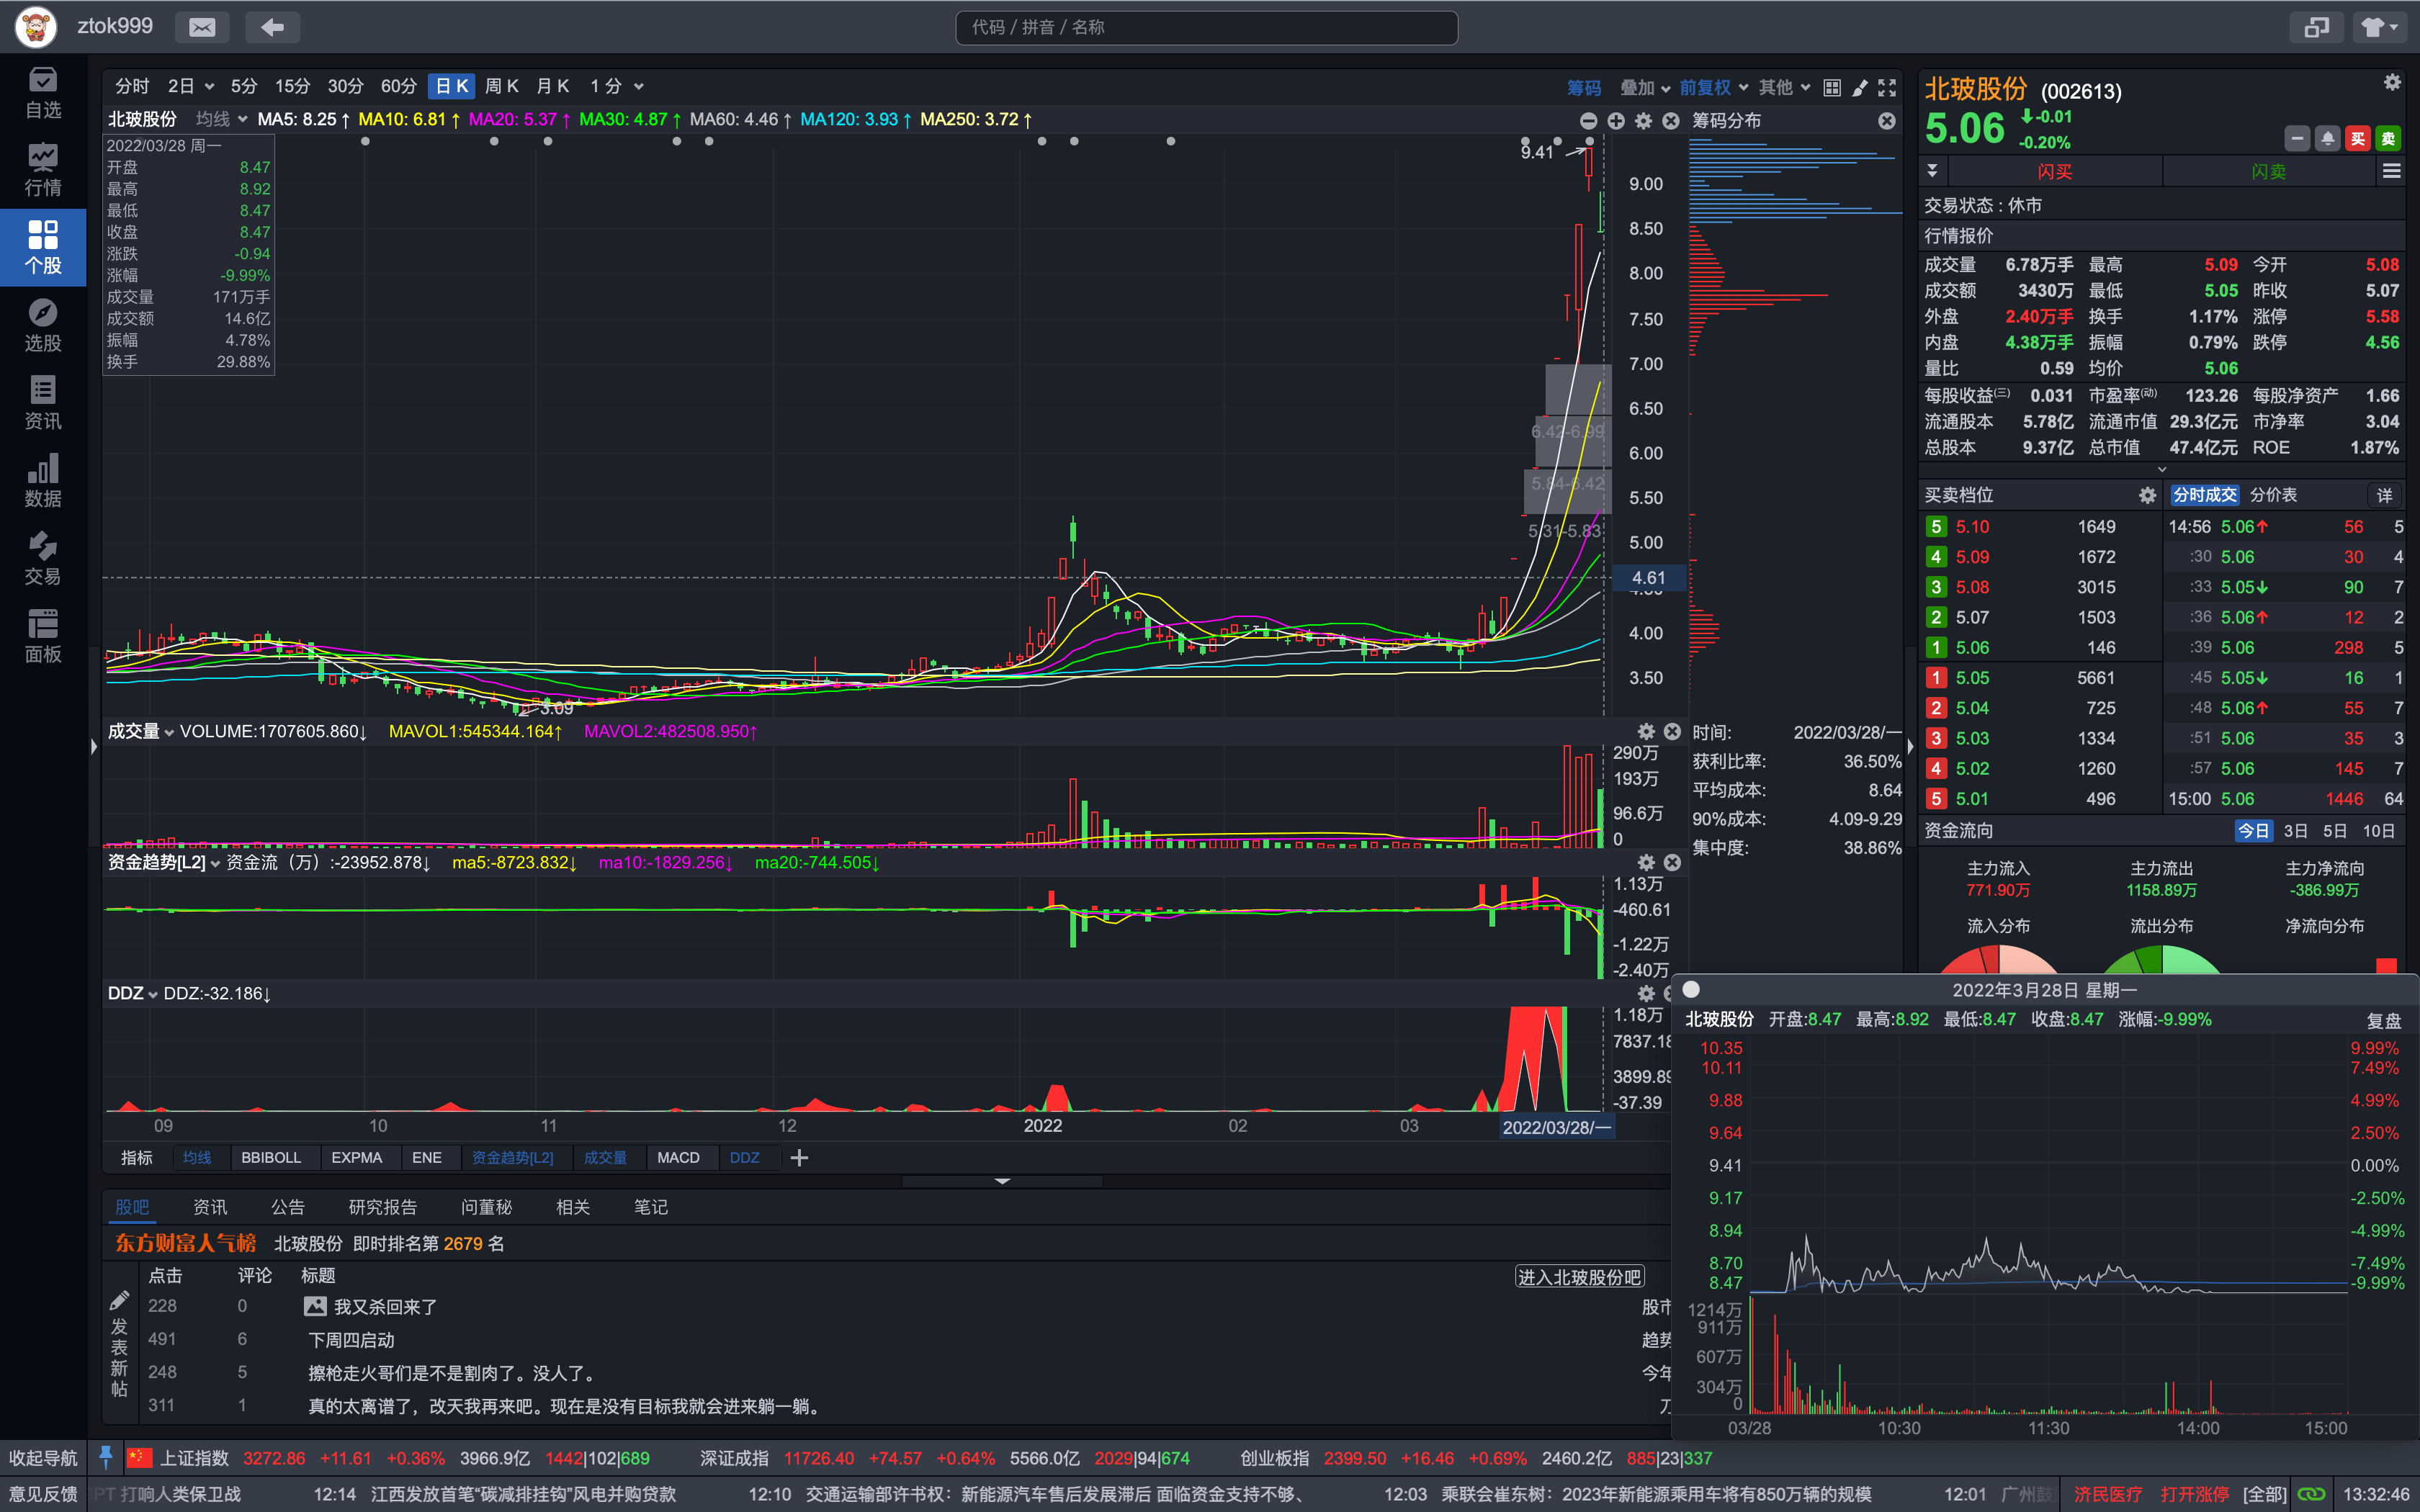 ztok999
代码 / 拼音 / 名称
自选
行情
个股
选股
资讯
数据
交易
面板
分时 2日 5分 15分 30分 60分 日K 周K 月K 1分
筹码 叠加 前复权 其他
北玻股份 均线 MA5: 8.25↑ MA10: 6.81↑ MA20: 5.37↑ MA30: 4.87↑ MA60: 4.46↑ MA120: 3.93↑ MA250: 3.72↑
筹码分布
2022/03/28 周一
开盘 8.47
最高 8.92
最低 8.47
收盘 8.47
涨跌 -0.94
涨幅 -9.99%
成交量 171万手
成交额 14.6亿
振幅 4.78%
换手 29.88%
9.41
9.00
8.50
8.00
7.50
7.00
6.50
6.42-6.99
6.00
5.84-6.42
5.50
5.31-5.83
5.00
4.61
4.00
3.50
3.09
成交量 VOLUME:1707605.860↓ MAVOL1:545344.164↑ MAVOL2:482508.950↑
290万
193万
96.6万
0
资金趋势[L2] 资金流（万）:-23952.878↓ ma5:-8723.832↓ ma10:-1829.256↓ ma20:-744.505↓
1.13万
-460.61
-1.22万
-2.40万
DDZ DDZ:-32.186↓
1.18万
7837.18
3899.89
-37.39
09 10 11 12 2022 02 03 2022/03/28/一
指标 均线 BBIBOLL EXPMA ENE 资金趋势[L2] 成交量 MACD DDZ
时间: 2022/03/28/一
获利比率: 36.50%
平均成本: 8.64
90%成本: 4.09-9.29
集中度: 38.86%
股吧 资讯 公告 研究报告 问董秘 相关 笔记
东方财富人气榜 北玻股份 即时排名第 2679 名
点击 评论 标题
进入北玻股份吧
发表新帖
228 0 我又杀回来了 股市
491 6 下周四启动 趋势
248 5 擦枪走火哥们是不是割肉了。没人了。 今年
311 1 真的太离谱了，改天我再来吧。现在是没有目标我就会进来躺一躺。
北玻股份 (002613)
5.06 -0.01
-0.20%
买 卖
闪买 闪卖
交易状态 : 休市
行情报价
成交量 6.78万手 最高 5.09 今开 5.08
成交额 3430万 最低 5.05 昨收 5.07
外盘 2.40万手 换手 1.17% 涨停 5.58
内盘 4.38万手 振幅 0.79% 跌停 4.56
量比 0.59 均价 5.06
每股收益(三) 0.031 市盈率(动) 123.26 每股净资产 1.66
流通股本 5.78亿 流通市值 29.3亿元 市净率 3.04
总股本 9.37亿 总市值 47.4亿元 ROE 1.87%
买卖档位 分时成交 分价表 详
5 5.10 1649 14:56 5.06↑ 56 5
4 5.09 1672 :30 5.06 30 4
3 5.08 3015 :33 5.05↓ 90 7
2 5.07 1503 :36 5.06↑ 12 2
1 5.06 146 :39 5.06 298 5
1 5.05 5661 :45 5.05↓ 16 1
2 5.04 725 :48 5.06↑ 55 7
3 5.03 1334 :51 5.06 35 3
4 5.02 1260 :57 5.06 145 7
5 5.01 496 15:00 5.06 1446 64
资金流向 今日 3日 5日 10日
主力流入 主力流出 主力净流向
771.90万 1158.89万 -386.99万
流入分布 流出分布 净流向分布
2022年3月28日 星期一
北玻股份 开盘:8.47 最高:8.92 最低:8.47 收盘:8.47 涨幅:-9.99% 复盘
10.35 9.99%
10.11 7.49%
9.88 4.99%
9.64 2.50%
9.41 0.00%
9.17 -2.50%
8.94 -4.99%
8.70 -7.49%
8.47 -9.99%
1214万
911万
607万
304万
0
03/28 10:30 11:30 14:00 15:00
收起导航 上证指数 3272.86 +11.61 +0.36% 3966.9亿 1442|102|689 深证成指 11726.40 +74.57 +0.64% 5566.0亿 2029|94|674 创业板指 2399.50 +16.46 +0.69% 2460.2亿 885|23|337
意见反馈 PT 打响人类保卫战 12:14 江西发放首笔“碳减排挂钩”风电并购贷款 12:10 交通运输部许书权：新能源汽车售后发展滞后 面临资金支持不够、 12:03 乘联会崔东树：2023年新能源乘用车将有850万辆的规模 12:01 广州 济民医疗 打开涨停 [全部] 13:32:46